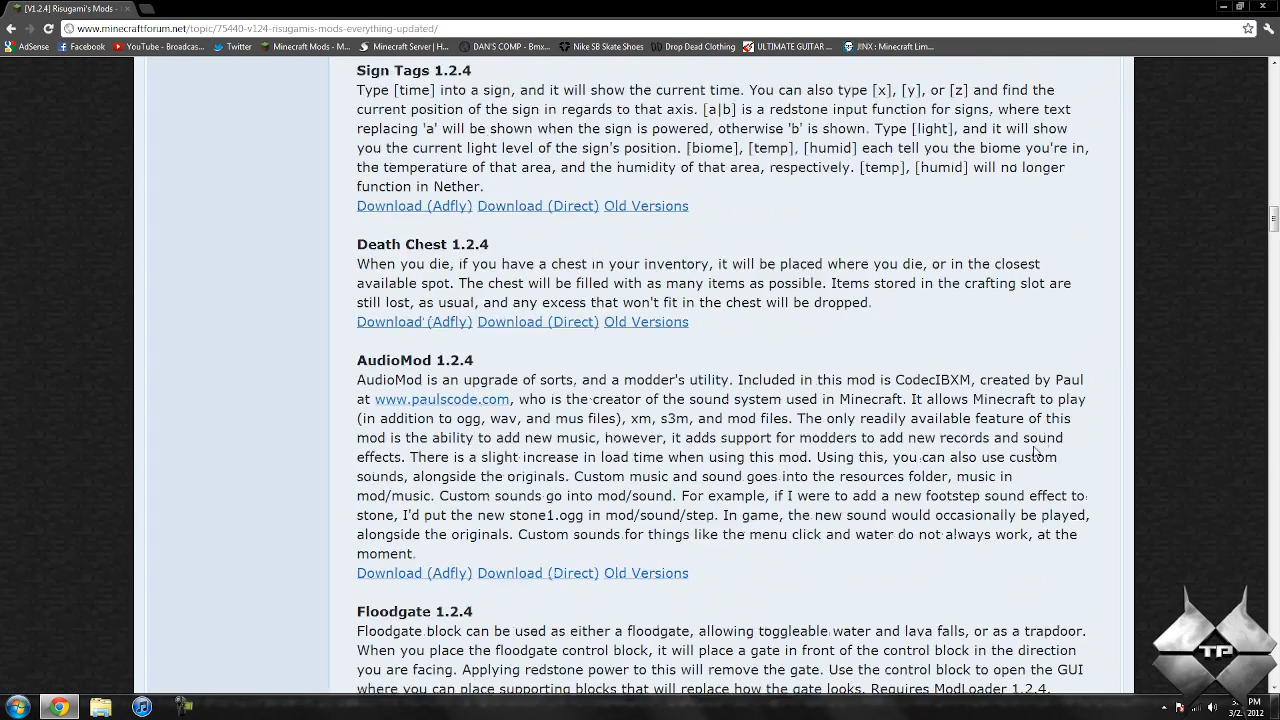 [V1.2.4] Risugami's Mods -
www.minecraftforum.net/topic/75440-v124-risugamis-mods-everything-updated/
AdSense Facebook YouTube - Broadcas... Twitter Minecraft Mods - M... Minecraft Server | H... DAN'S COMP - Bmx... Nike SB Skate Shoes Drop Dead Clothing ULTIMATE GUITAR ... JINX : Minecraft Lim...
Sign Tags 1.2.4
Type [time] into a sign, and it will show the current time. You can also type [x], [y], or [z] and find the
current position of the sign in regards to that axis. [a|b] is a redstone input function for signs, where text
replacing 'a' will be shown when the sign is powered, otherwise 'b' is shown. Type [light], and it will show
you the current light level of the sign's position. [biome], [temp], [humid] each tell you the biome you're in,
the temperature of that area, and the humidity of that area, respectively. [temp], [humid] will no longer
function in Nether.
Download (Adfly) Download (Direct) Old Versions
Death Chest 1.2.4
When you die, if you have a chest in your inventory, it will be placed where you die, or in the closest
available spot. The chest will be filled with as many items as possible. Items stored in the crafting slot are
still lost, as usual, and any excess that won't fit in the chest will be dropped.
Download (Adfly) Download (Direct) Old Versions
AudioMod 1.2.4
AudioMod is an upgrade of sorts, and a modder's utility. Included in this mod is CodecIBXM, created by Paul
at www.paulscode.com, who is the creator of the sound system used in Minecraft. It allows Minecraft to play
(in addition to ogg, wav, and mus files), xm, s3m, and mod files. The only readily available feature of this
mod is the ability to add new music, however, it adds support for modders to add new records and sound
effects. There is a slight increase in load time when using this mod. Using this, you can also use custom
sounds, alongside the originals. Custom music and sound goes into the resources folder, music in
mod/music. Custom sounds go into mod/sound. For example, if I were to add a new footstep sound effect to
stone, I'd put the new stone1.ogg in mod/sound/step. In game, the new sound would occasionally be played,
alongside the originals. Custom sounds for things like the menu click and water do not always work, at the
moment.
Download (Adfly) Download (Direct) Old Versions
Floodgate 1.2.4
Floodgate block can be used as either a floodgate, allowing toggleable water and lava falls, or as a trapdoor.
When you place the floodgate control block, it will place a gate in front of the control block in the direction
you are facing. Applying redstone power to this will remove the gate. Use the control block to open the GUI
where you can place supporting blocks that will replace how the gate looks. Requires ModLoader 1.2.4.
TP
PM
2012